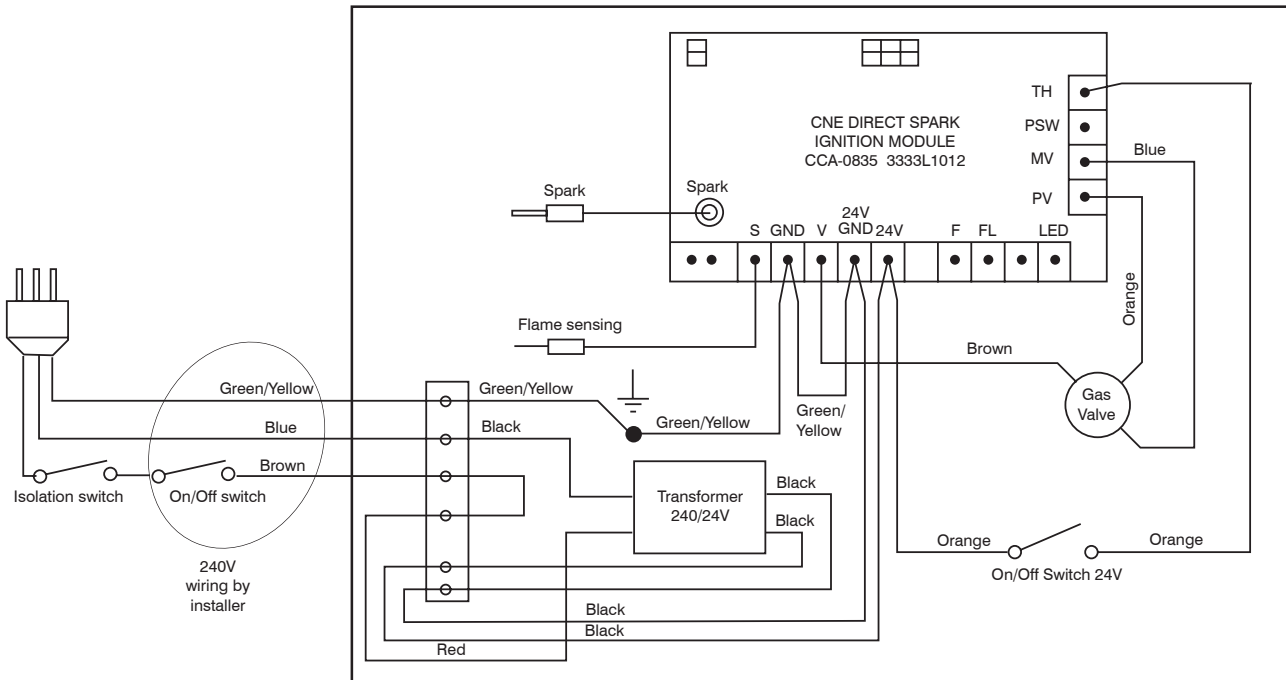 CNE DIRECT SPARK
IGNITION MODULE
CCA-0835 3333L1012
TH
PSW
MV
PV
Blue
Spark
Spark
S
GND
V
24V
GND
24V
F
FL
LED
Orange
Flame sensing
Brown
Gas
Valve
Green/Yellow
Green/Yellow
Green/Yellow
Green/
Yellow
Blue
Black
Brown
Isolation switch
On/Off switch
Transformer
240/24V
Black
Black
Orange
Orange
On/Off Switch 24V
240V
wiring by
installer
Black
Black
Red